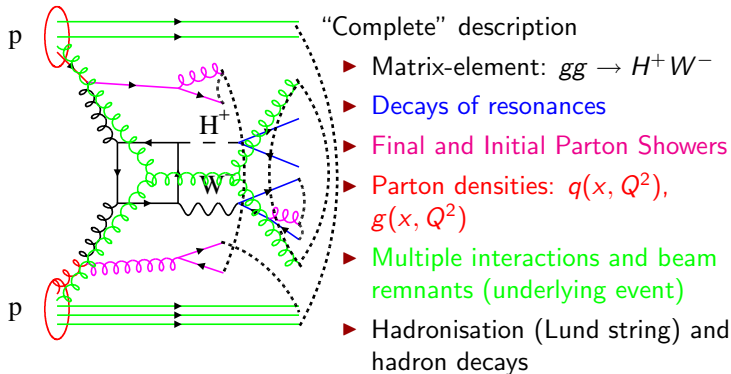 p
H+
W-
p
“Complete” description
▶ Matrix-element: gg → H⁺W⁻
▶ Decays of resonances
▶ Final and Initial Parton Showers
▶ Parton densities: q(x, Q²),
g(x, Q²)
▶ Multiple interactions and beam
remnants (underlying event)
▶ Hadronisation (Lund string) and
hadron decays